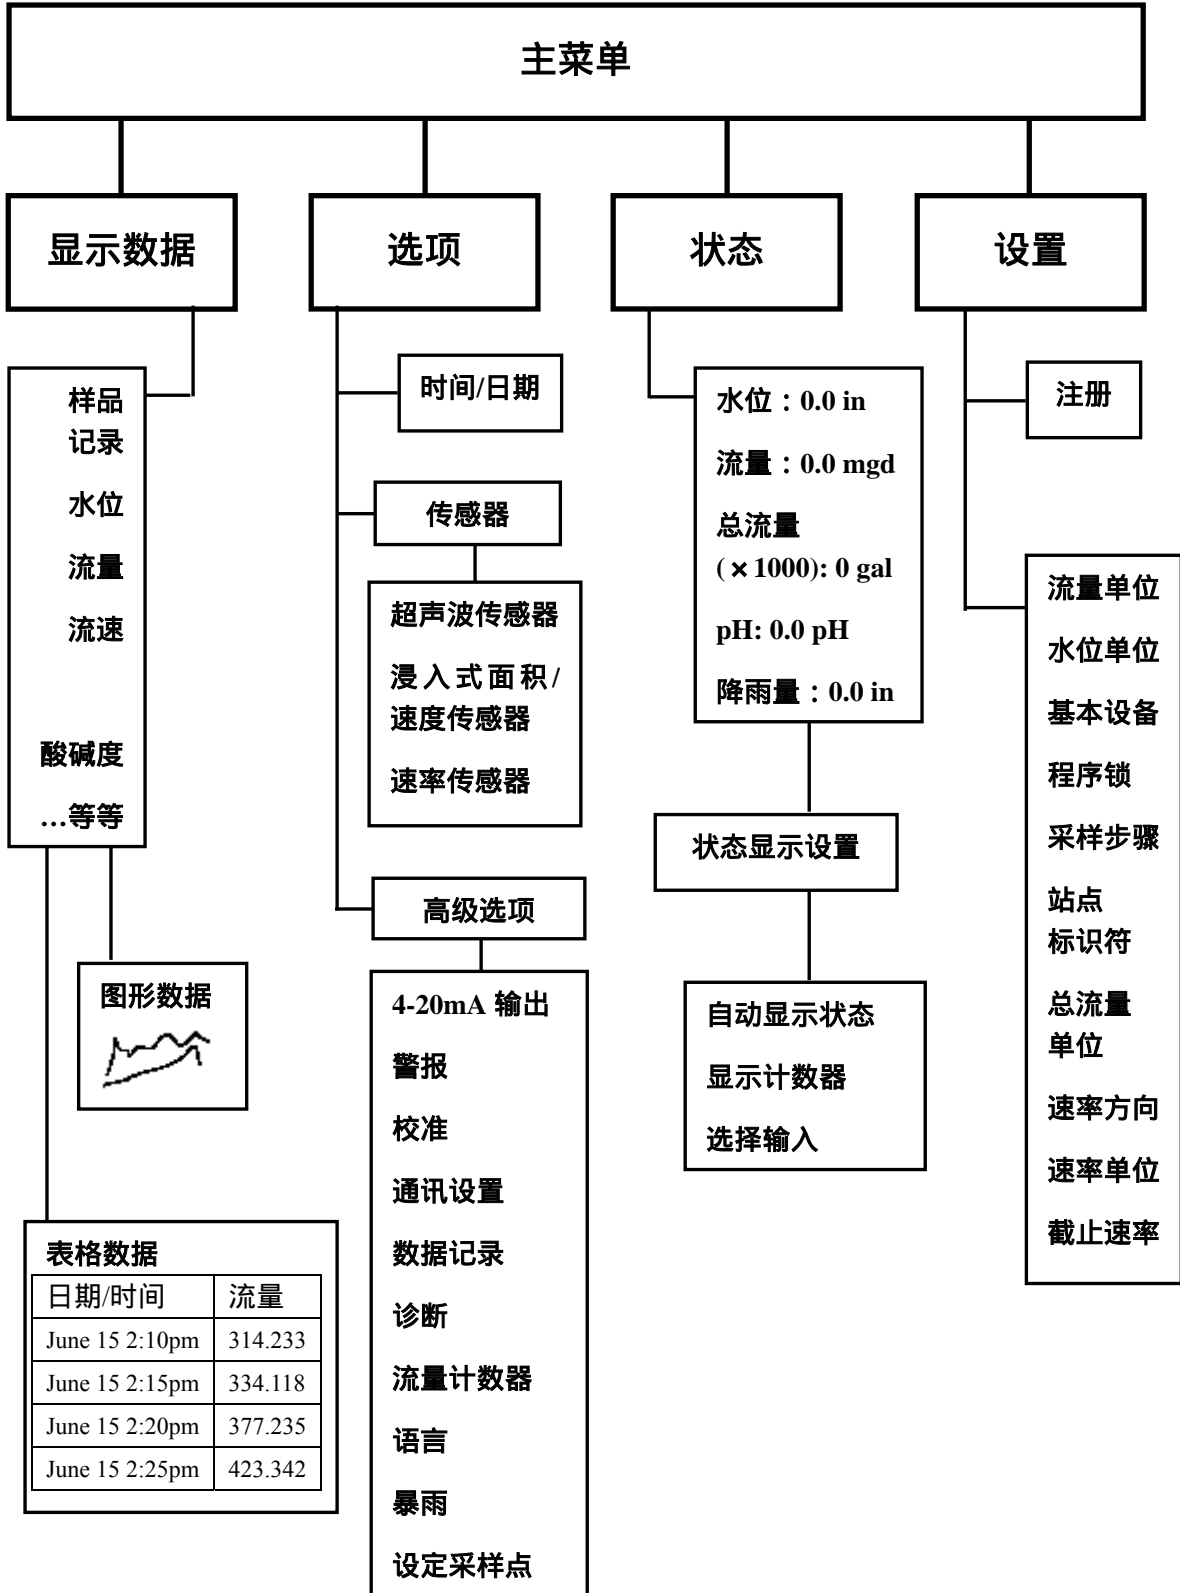 主菜单
显示数据
选项
状态
设置
样品
记录
水位
流量
流速
酸碱度
…等等
图形数据
表格数据
日期/时间 流量
June 15 2:10pm 314.233
June 15 2:15pm 334.118
June 15 2:20pm 377.235
June 15 2:25pm 423.342
时间/日期
传感器
超声波传感器
浸入式面积/
速度传感器
速率传感器
高级选项
4-20mA 输出
警报
校准
通讯设置
数据记录
诊断
流量计数器
语言
暴雨
设定采样点
水位：0.0 in
流量：0.0 mgd
总流量
(×1000): 0 gal
pH: 0.0 pH
降雨量：0.0 in
状态显示设置
自动显示状态
显示计数器
选择输入
注册
流量单位
水位单位
基本设备
程序锁
采样步骤
站点
标识符
总流量
单位
速率方向
速率单位
截止速率